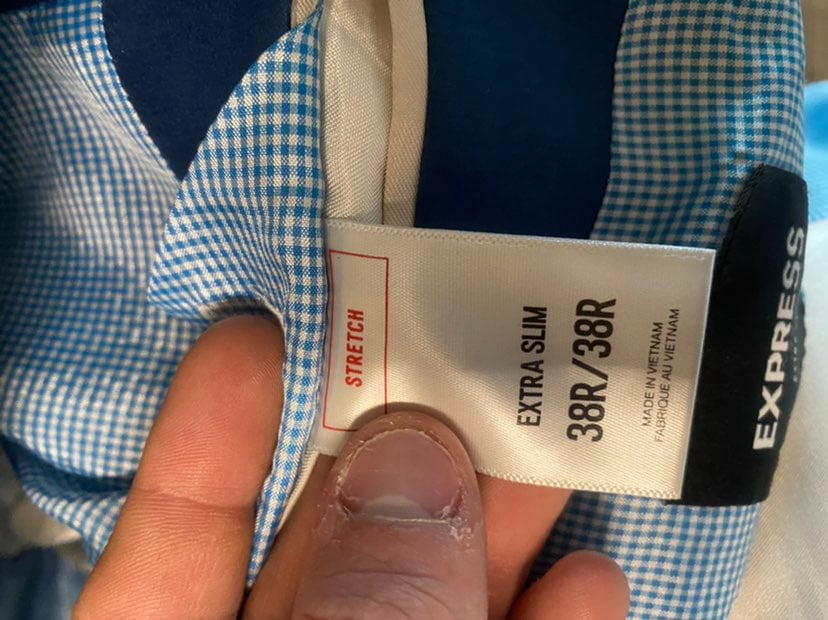 EXPRESS
EXTRA SLIM
38R/38R
MADE IN VIETNAM
FABRIQUE AU VIETNAM
STRETCH